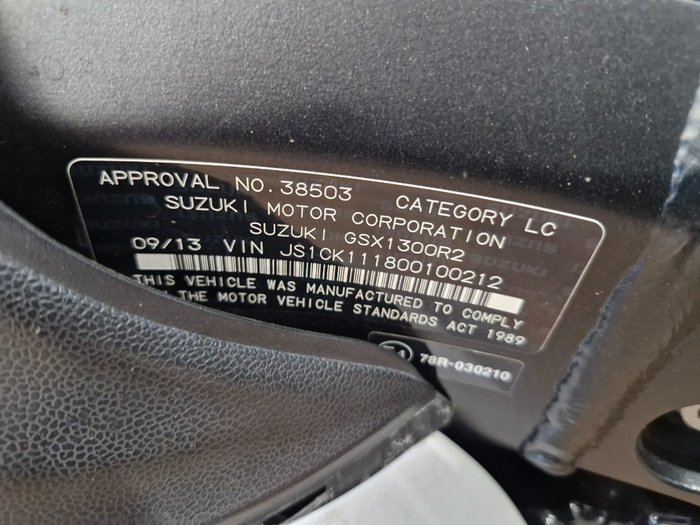 APPROVAL NO.38503 CATEGORY LC
SUZUKI MOTOR CORPORATION
SUZUKI GSX1300R2
09/13 VIN JS1CK111800100212
THIS VEHICLE WAS MANUFACTURED TO COMPLY
THE MOTOR VEHICLE STANDARDS ACT 1989
78R-030210